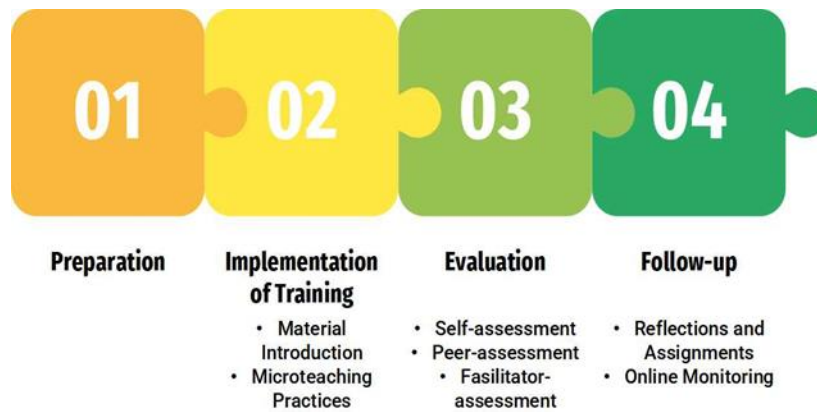 01
02
03
04
Preparation
Implementation
of Training
• Material
Introduction
• Microteaching
Practices
Evaluation
• Self-assessment
• Peer-assessment
• Fasilitator-
assessment
Follow-up
• Reflections and
Assignments
• Online Monitoring